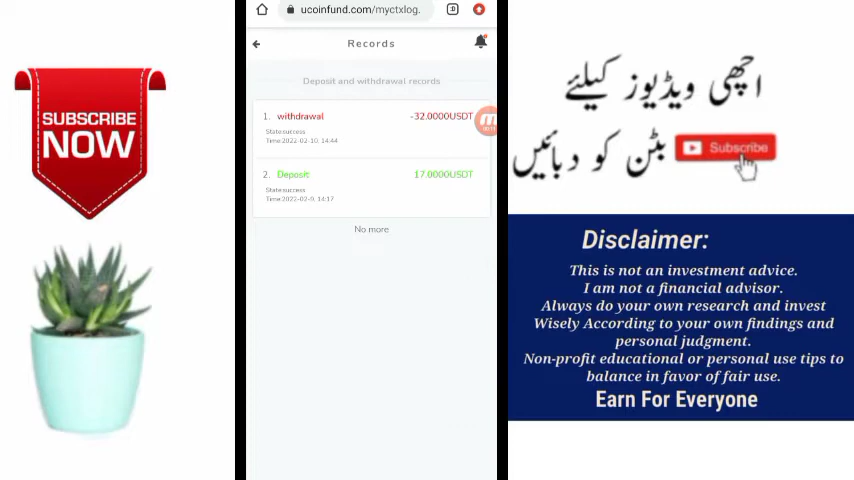 SUBSCRIBE
NOW
ucoinfund.com/myctxlog.
Records
Deposit and withdrawal records
1. withdrawal -32.0000USDT
State:success
Time:2022-02-10, 14:44
2. Deposit 17.0000USDT
State:success
Time:2022-02-9, 14:17
No more
اچھی ویڈیوز کیلئے
بٹن کو دبائیں Subscribe
Disclaimer:
This is not an investment advice.
I am not a financial advisor.
Always do your own research and invest
Wisely According to your own findings and
personal judgment.
Non-profit educational or personal use tips to
balance in favor of fair use.
Earn For Everyone